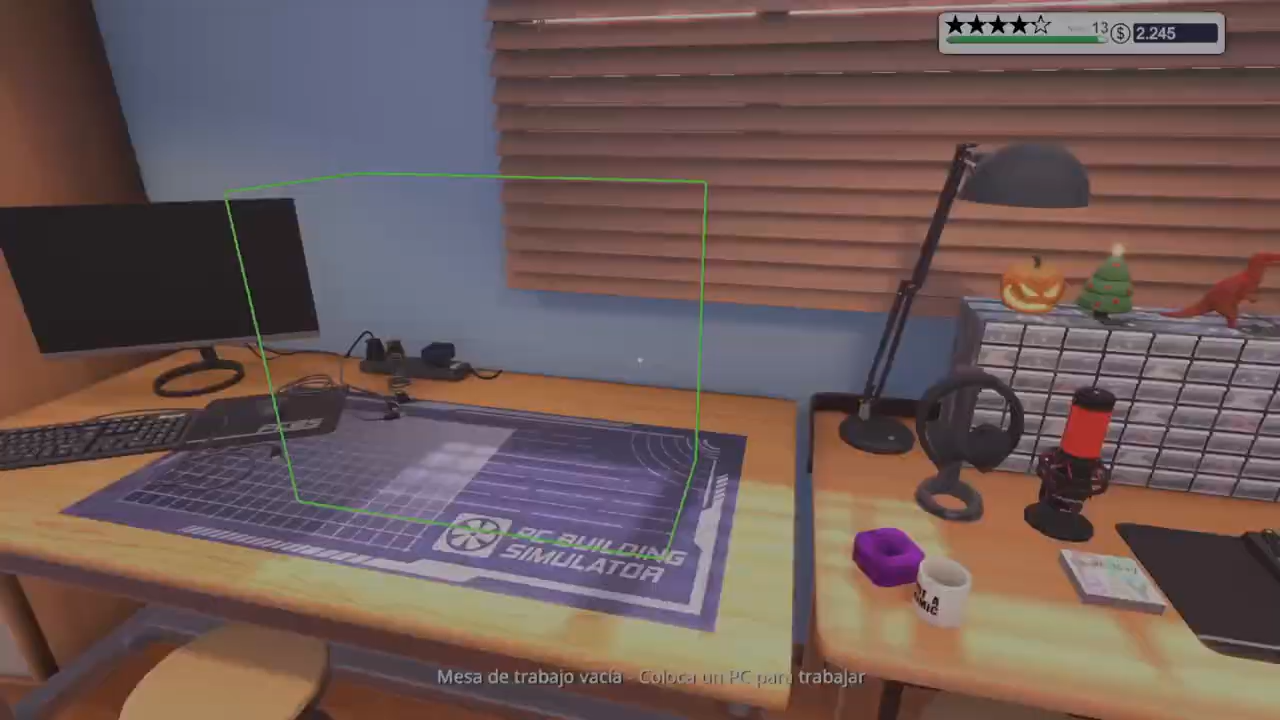 13 $ 2.245
PC BUILDING
SIMULATOR
Mesa de trabajo vacía - Coloca un PC para trabajar